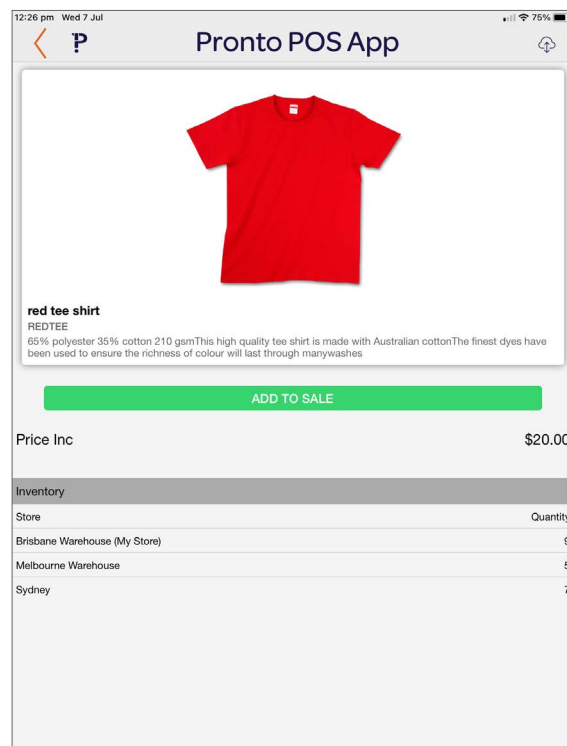 12:26 pm Wed 7 Jul
75%
Pronto POS App
red tee shirt
REDTEE
65% polyester 35% cotton 210 gsmThis high quality tee shirt is made with Australian cottonThe finest dyes have
been used to ensure the richness of colour will last through manywashes
ADD TO SALE
Price Inc $20.00
Inventory
Store Quantity
Brisbane Warehouse (My Store)
Melbourne Warehouse
Sydney